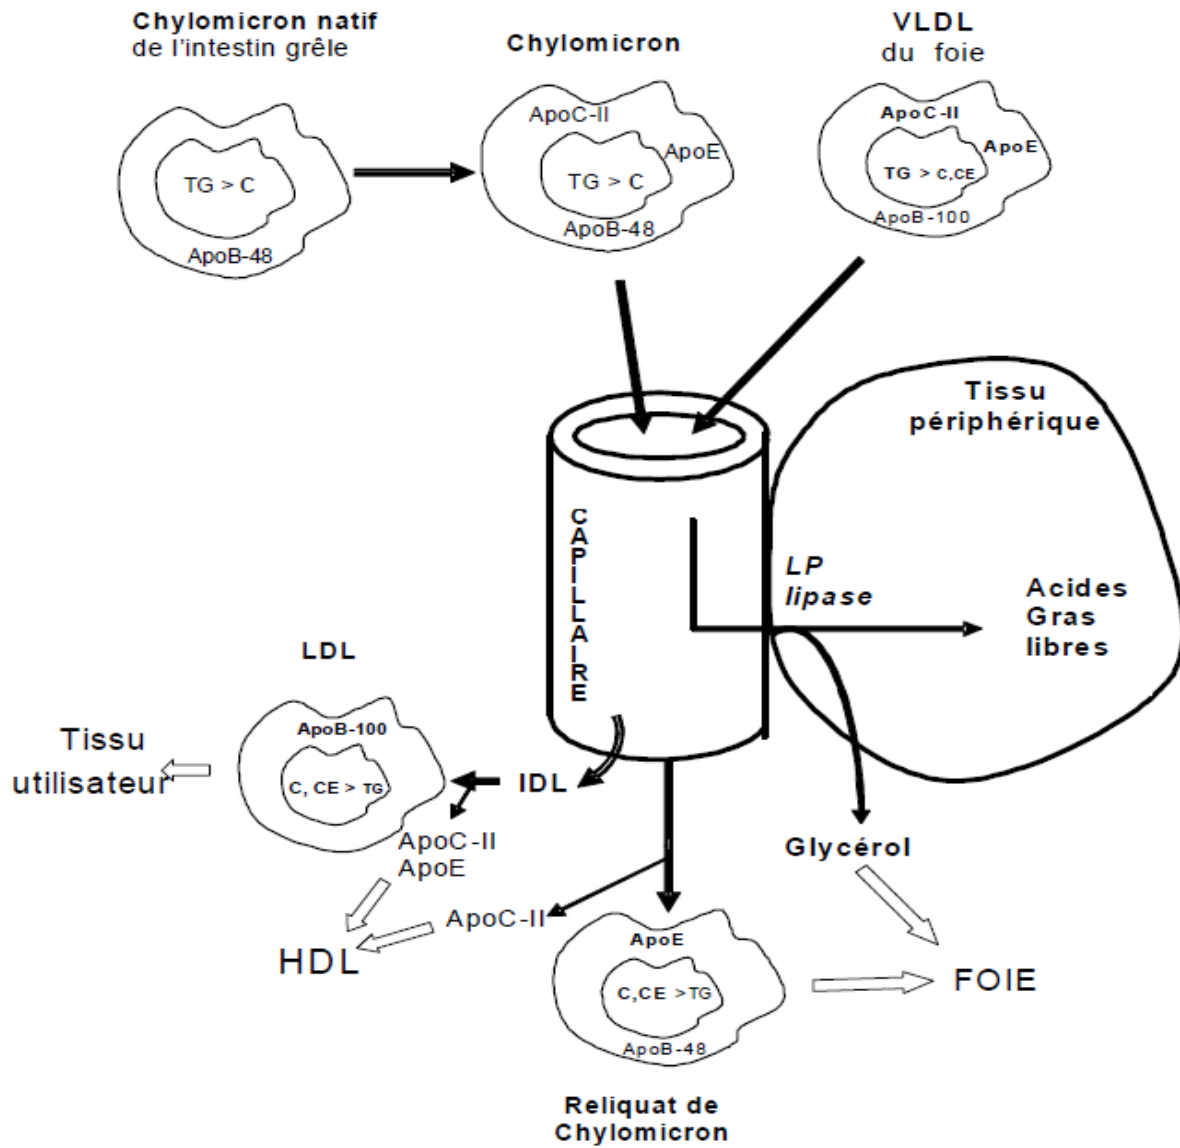 Chylomicron natif
de l'intestin grêle
Chylomicron
VLDL
du foie
TG > C
ApoB-48
ApoC-II
ApoE
TG > C
ApoB-48
ApoC-II
ApoE
TG > C,CE
ApoB-100
Tissu
périphérique
CAPILLAIRE
LP
lipase
Acides
Gras
libres
LDL
ApoB-100
C, CE > TG
Tissu
utilisateur
IDL
ApoC-II
ApoE
Glycérol
ApoC-II
HDL
ApoE
C,CE >TG
ApoB-48
FOIE
Reliquat de
Chylomicron